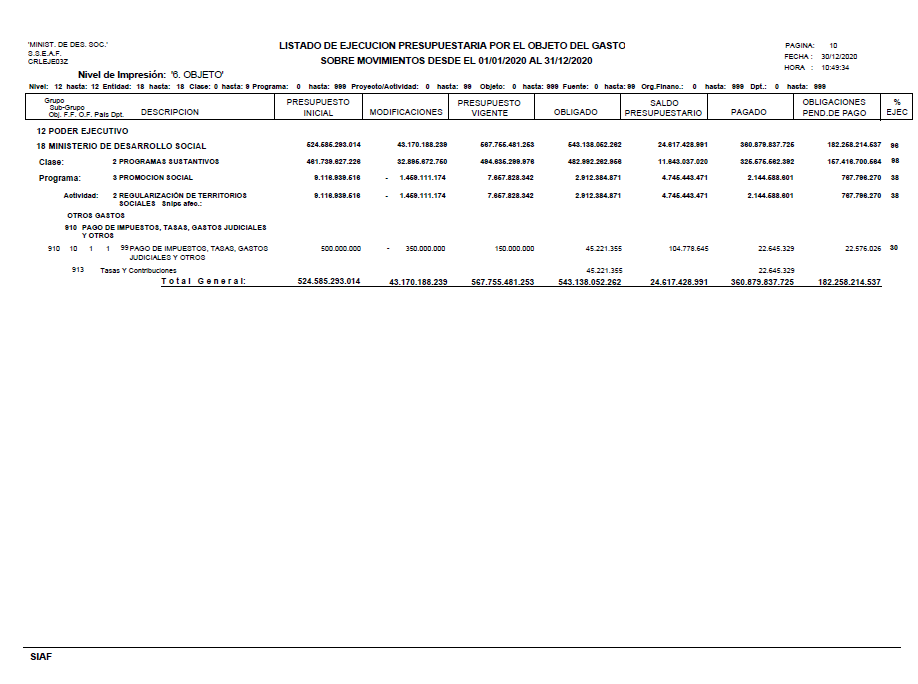 'MINIST. DE DES. SOC.'
S.S.E.A.F.
CRLEJE03Z
LISTADO DE EJECUCION PRESUPUESTARIA POR EL OBJETO DEL GASTO
SOBRE MOVIMIENTOS DESDE EL 01/01/2020 AL 31/12/2020
PAGINA: 10
FECHA : 30/12/2020
HORA : 10:49:34
Nivel de Impresión: '6. OBJETO'
Nivel: 12 hasta: 12 Entidad: 18 hasta: 18 Clase: 0 hasta: 9 Programa: 0 hasta: 999 Proyecto/Actividad: 0 hasta: 99 Objeto: 0 hasta: 999 Fuente: 0 hasta: 99 Org.Financ.: 0 hasta: 999 Dpt.: 0 hasta: 999
Grupo
Sub-Grupo
Obj. F.F. O.F. Pais Dpt. DESCRIPCION
PRESUPUESTO INICIAL
MODIFICACIONES
PRESUPUESTO VIGENTE
OBLIGADO
SALDO PRESUPUESTARIO
PAGADO
OBLIGACIONES PEND.DE PAGO
% EJEC
12 PODER EJECUTIVO
18 MINISTERIO DE DESARROLLO SOCIAL 524.585.293.014 43.170.188.239 567.755.481.253 543.138.052.262 24.617.428.991 360.879.837.725 182.258.214.537 96
Clase: 2 PROGRAMAS SUSTANTIVOS 461.739.627.226 32.895.672.750 494.635.299.976 482.992.262.956 11.643.037.020 325.575.562.392 157.416.700.564 98
Programa: 3 PROMOCION SOCIAL 9.116.939.516 - 1.459.111.174 7.657.828.342 2.912.384.871 4.745.443.471 2.144.588.601 767.796.270 38
Actividad: 2 REGULARIZACIÓN DE TERRITORIOS 9.116.939.516 - 1.459.111.174 7.657.828.342 2.912.384.871 4.745.443.471 2.144.588.601 767.796.270 38
SOCIALES Snips afec.:
OTROS GASTOS
910 PAGO DE IMPUESTOS, TASAS, GASTOS JUDICIALES
Y OTROS
910 10 1 1 99 PAGO DE IMPUESTOS, TASAS, GASTOS 500.000.000 - 350.000.000 150.000.000 45.221.355 104.778.645 22.645.329 22.576.026 30
JUDICIALES Y OTROS
913 Tasas Y Contribuciones 45.221.355 22.645.329
Total General: 524.585.293.014 43.170.188.239 567.755.481.253 543.138.052.262 24.617.428.991 360.879.837.725 182.258.214.537
SIAF